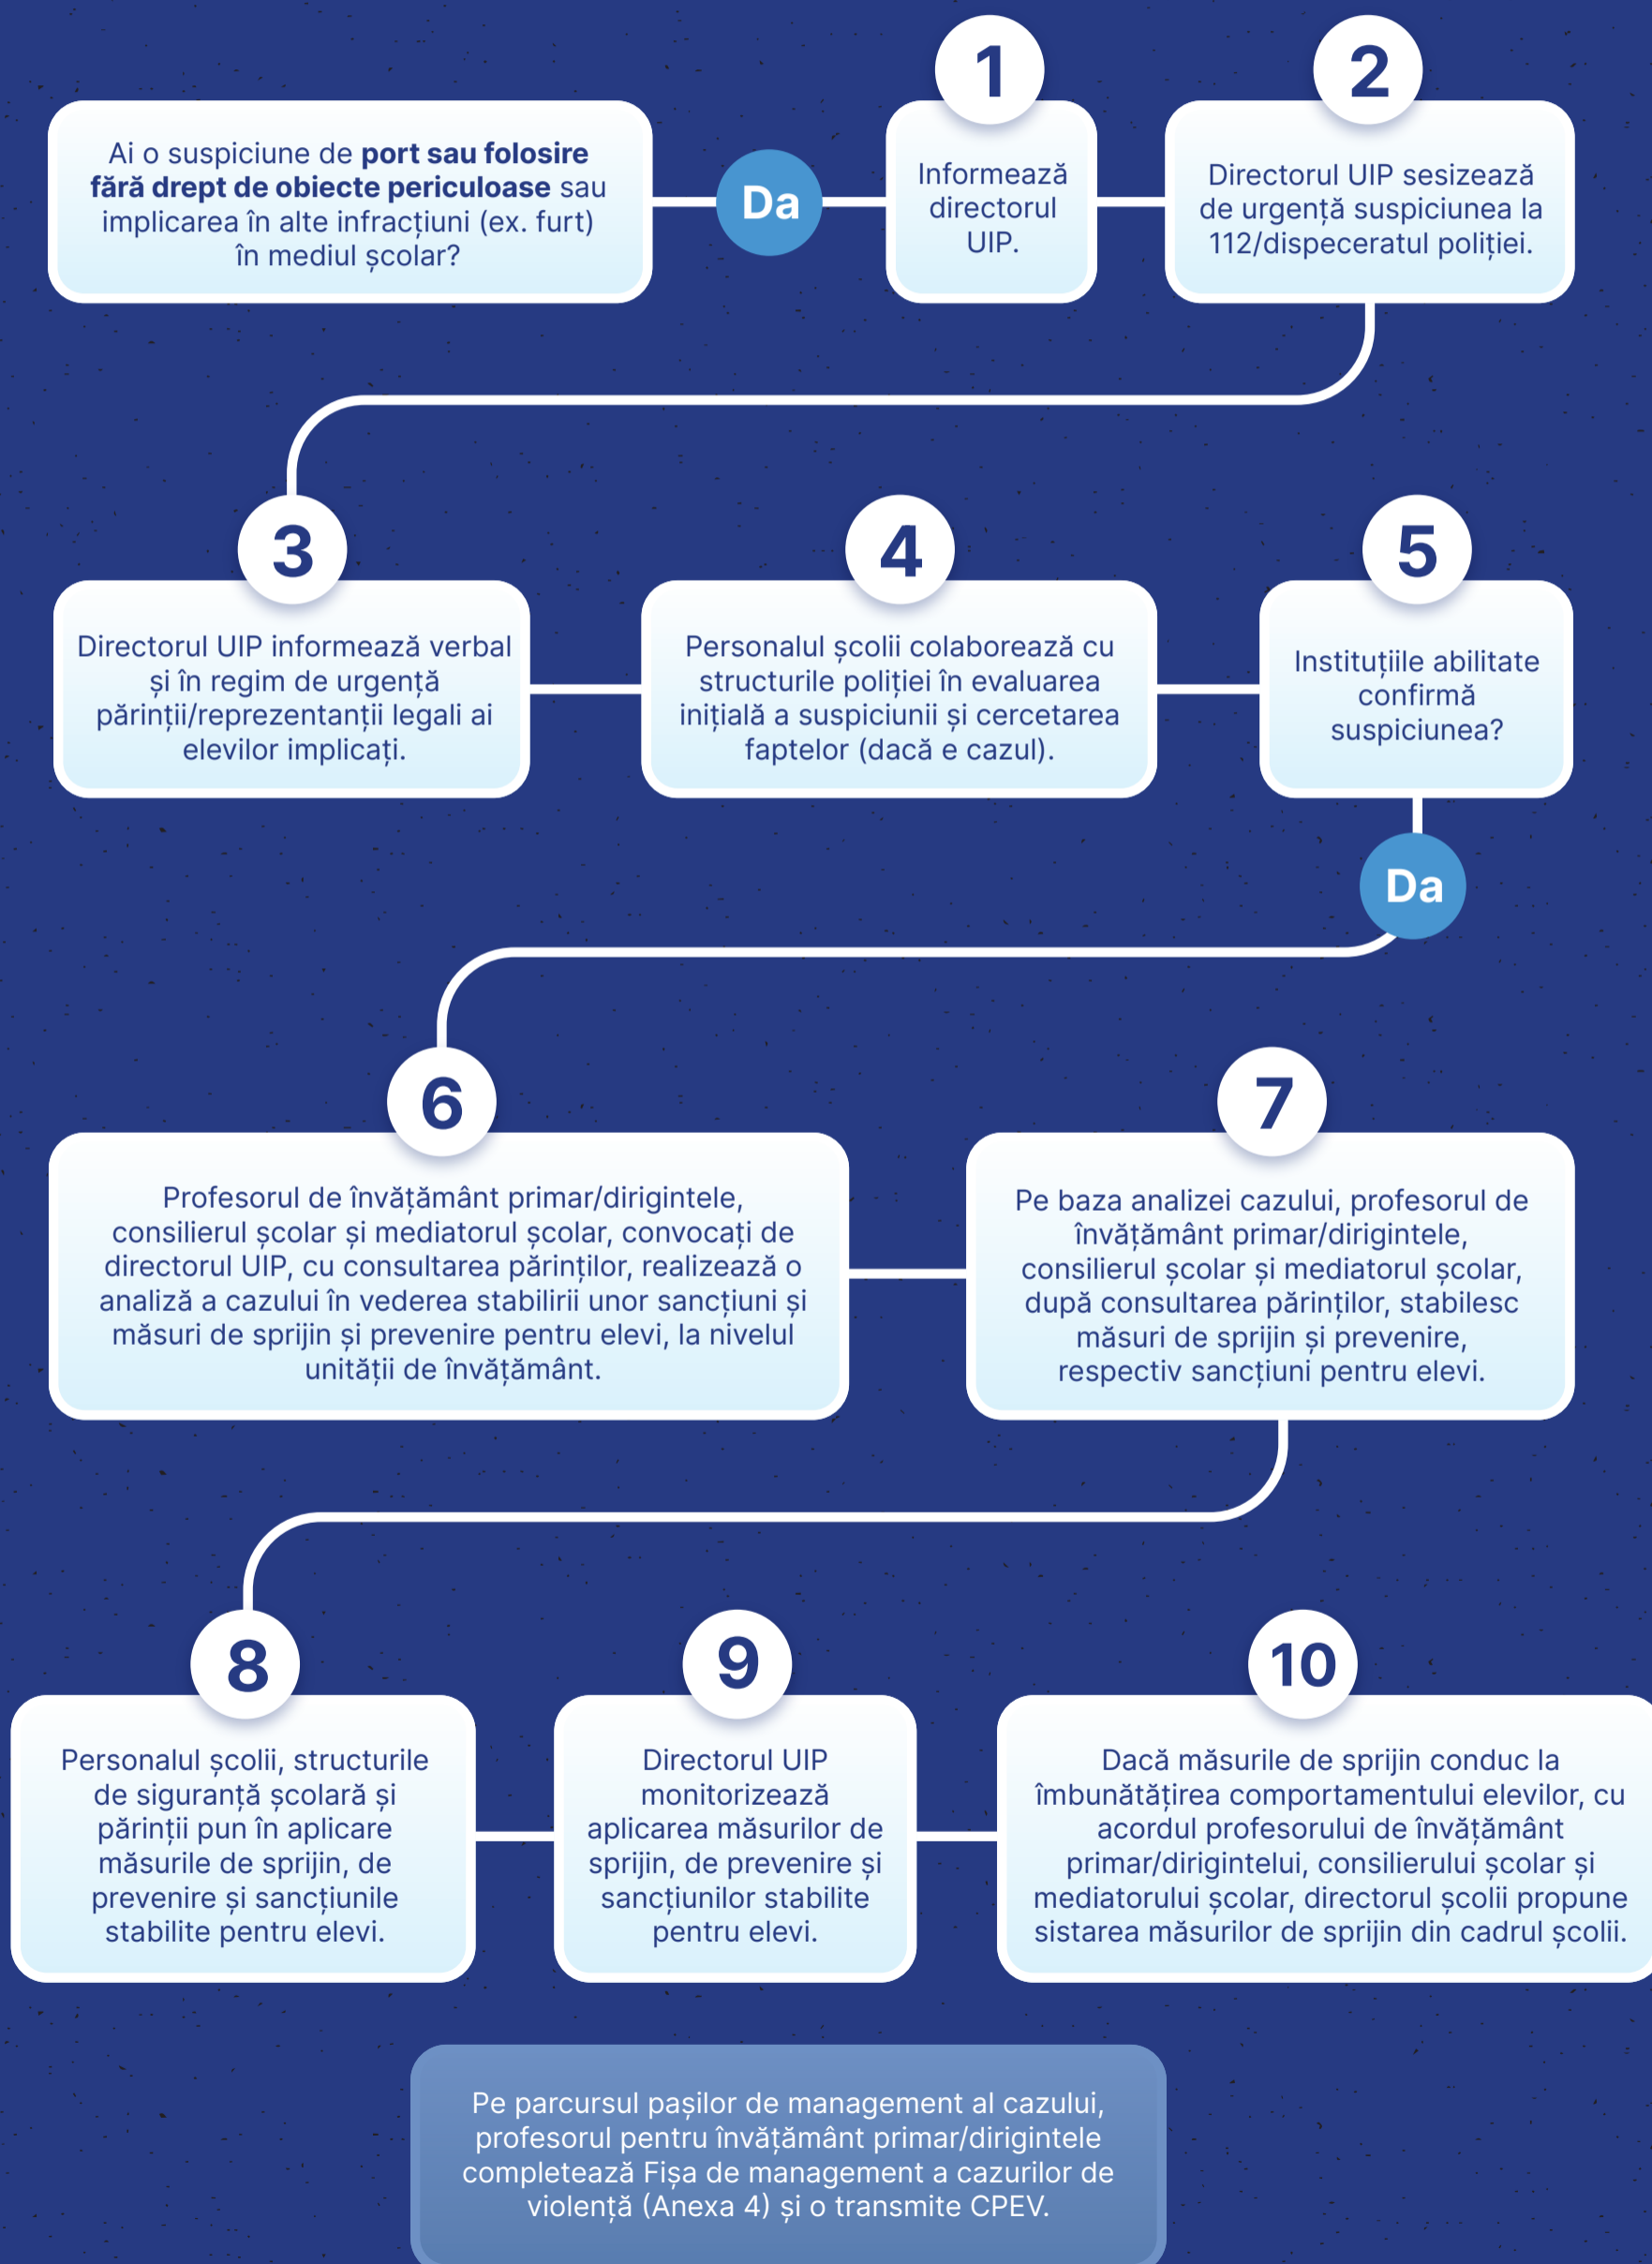 Ai o suspiciune de port sau folosire
fără drept de obiecte periculoase sau
implicarea în alte infracțiuni (ex. furt)
în mediul școlar?
Da
1
Informează
directorul
UIP.
2
Directorul UIP sesizează
de urgență suspiciunea la
112/dispeceratul poliției.
3
Directorul UIP informează verbal
și în regim de urgență
părinții/reprezentanții legali ai
elevilor implicați.
4
Personalul școlii colaborează cu
structurile poliției în evaluarea
inițială a suspiciunii și cercetarea
faptelor (dacă e cazul).
5
Instituțiile abilitate
confirmă
suspiciunea?
Da
6
Profesorul de învățământ primar/dirigintele,
consilierul școlar și mediatorul școlar, convocați de
directorul UIP, cu consultarea părinților, realizează o
analiză a cazului în vederea stabilirii unor sancțiuni și
măsuri de sprijin și prevenire pentru elevi, la nivelul
unității de învățământ.
7
Pe baza analizei cazului, profesorul de
învățământ primar/dirigintele,
consilierul școlar și mediatorul școlar,
după consultarea părinților, stabilesc
măsuri de sprijin și prevenire,
respectiv sancțiuni pentru elevi.
8
Personalul școlii, structurile
de siguranță școlară și
părinții pun în aplicare
măsurile de sprijin, de
prevenire și sancțiunile
stabilite pentru elevi.
9
Directorul UIP
monitorizează
aplicarea măsurilor de
sprijin, de prevenire și
sancțiunilor stabilite
pentru elevi.
10
Dacă măsurile de sprijin conduc la
îmbunătățirea comportamentului elevilor, cu
acordul profesorului de învățământ
primar/dirigintelui, consilierului școlar și
mediatorului școlar, directorul școlii propune
sistarea măsurilor de sprijin din cadrul școlii.
Pe parcursul pașilor de management al cazului,
profesorul pentru învățământ primar/dirigintele
completează Fișa de management a cazurilor de
violență (Anexa 4) și o transmite CPEV.